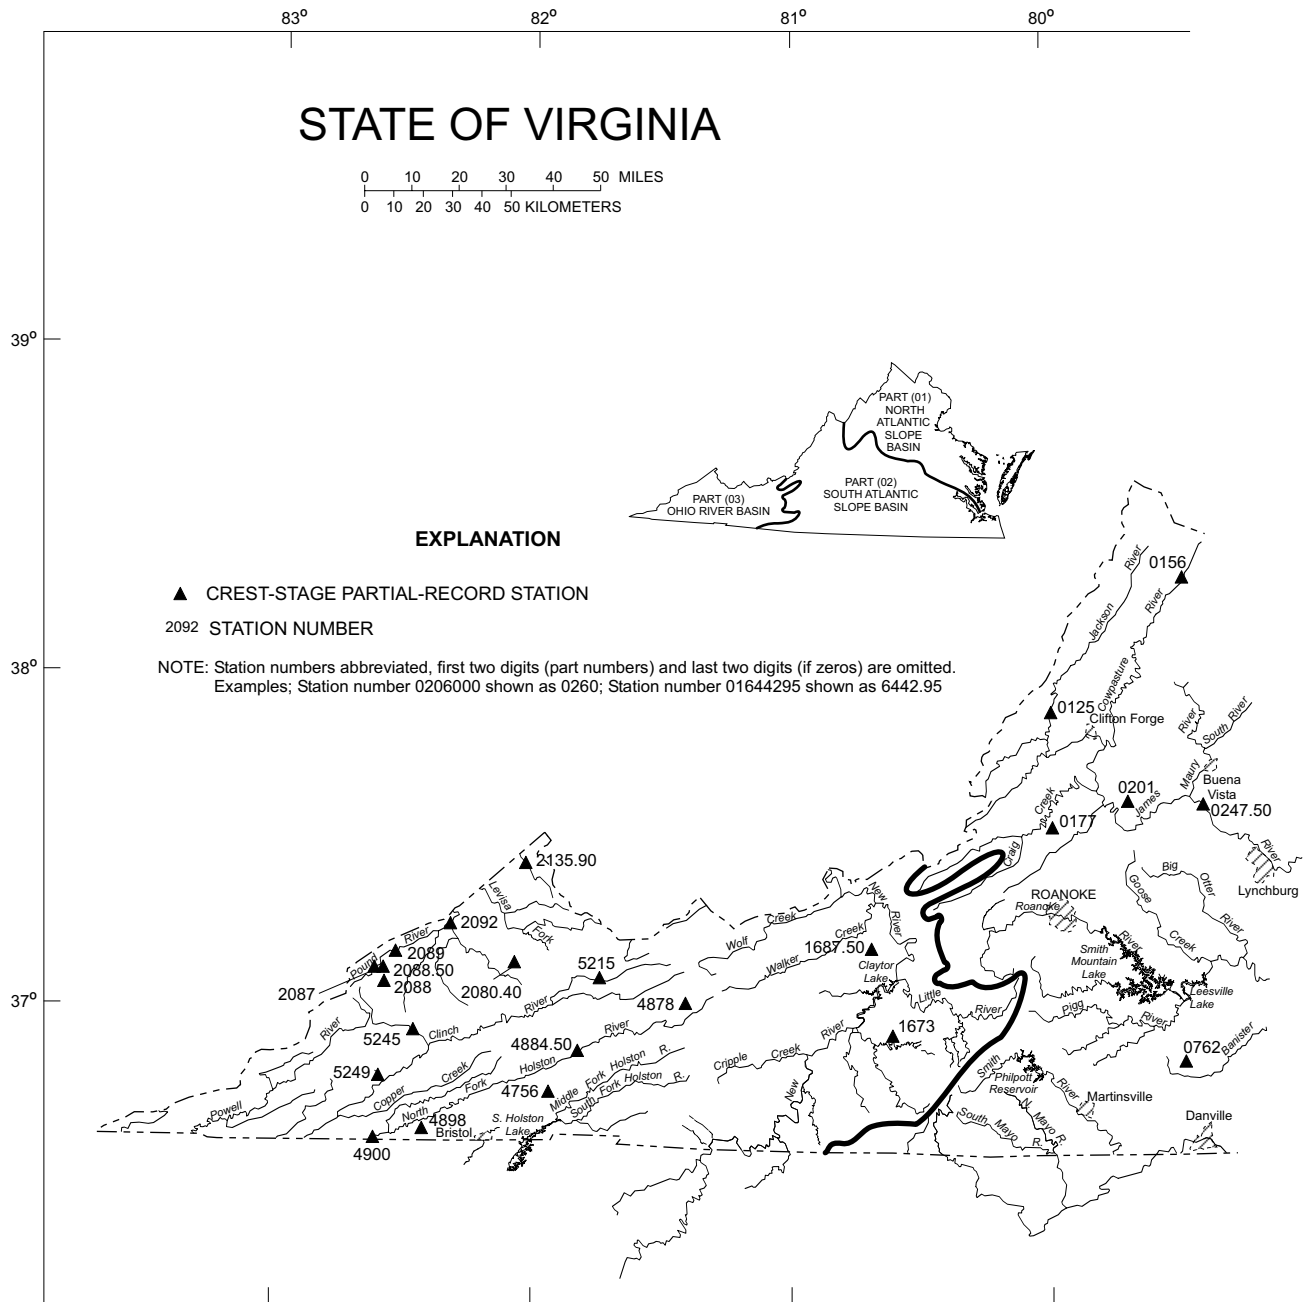 83° 82° 81° 80°
STATE OF VIRGINIA
0 10 20 30 40 50 MILES
0 10 20 30 40 50 KILOMETERS
39°
38°
37°
PART (01)
NORTH
ATLANTIC
SLOPE
BASIN
PART (02)
SOUTH ATLANTIC
SLOPE BASIN
PART (03)
OHIO RIVER BASIN
EXPLANATION
CREST-STAGE PARTIAL-RECORD STATION
2092 STATION NUMBER
NOTE: Station numbers abbreviated, first two digits (part numbers) and last two digits (if zeros) are omitted.
Examples; Station number 0206000 shown as 0260; Station number 01644295 shown as 6442.95
River
0156
Jackson
River
Cowpasture
0125
Clifton Forge
River
South River
Maury
Buena
Vista
0201
James
0247.50
Creek
0177
Craig
River
Lynchburg
2135.90
Levisa
Fork
2092
River
2089
Pound
2088.50
2088
2087
2080.40
5215
River
Clinch
River
5245
5249
Powell
Copper
Creek
4884.50
4878
River
Holston
Fork
North
4898
Bristol
4900
4756
S. Holston
Lake
Middle Fork Holston R.
South Fork Holston R.
Wolf
Creek
Walker
Creek
New
River
1687.50
Claytor
Lake
Little
River
1673
Cripple
Creek
River
New
ROANOKE
Roanoke
River
Smith
Mountain
Lake
Goose
Creek
Big
Otter
River
Leesville
Lake
Pigg
River
0762
Banister
Smith
River
Philpott
Reservoir
Martinsville
South
Mayo
R.
N.
Mayo R.
Danville